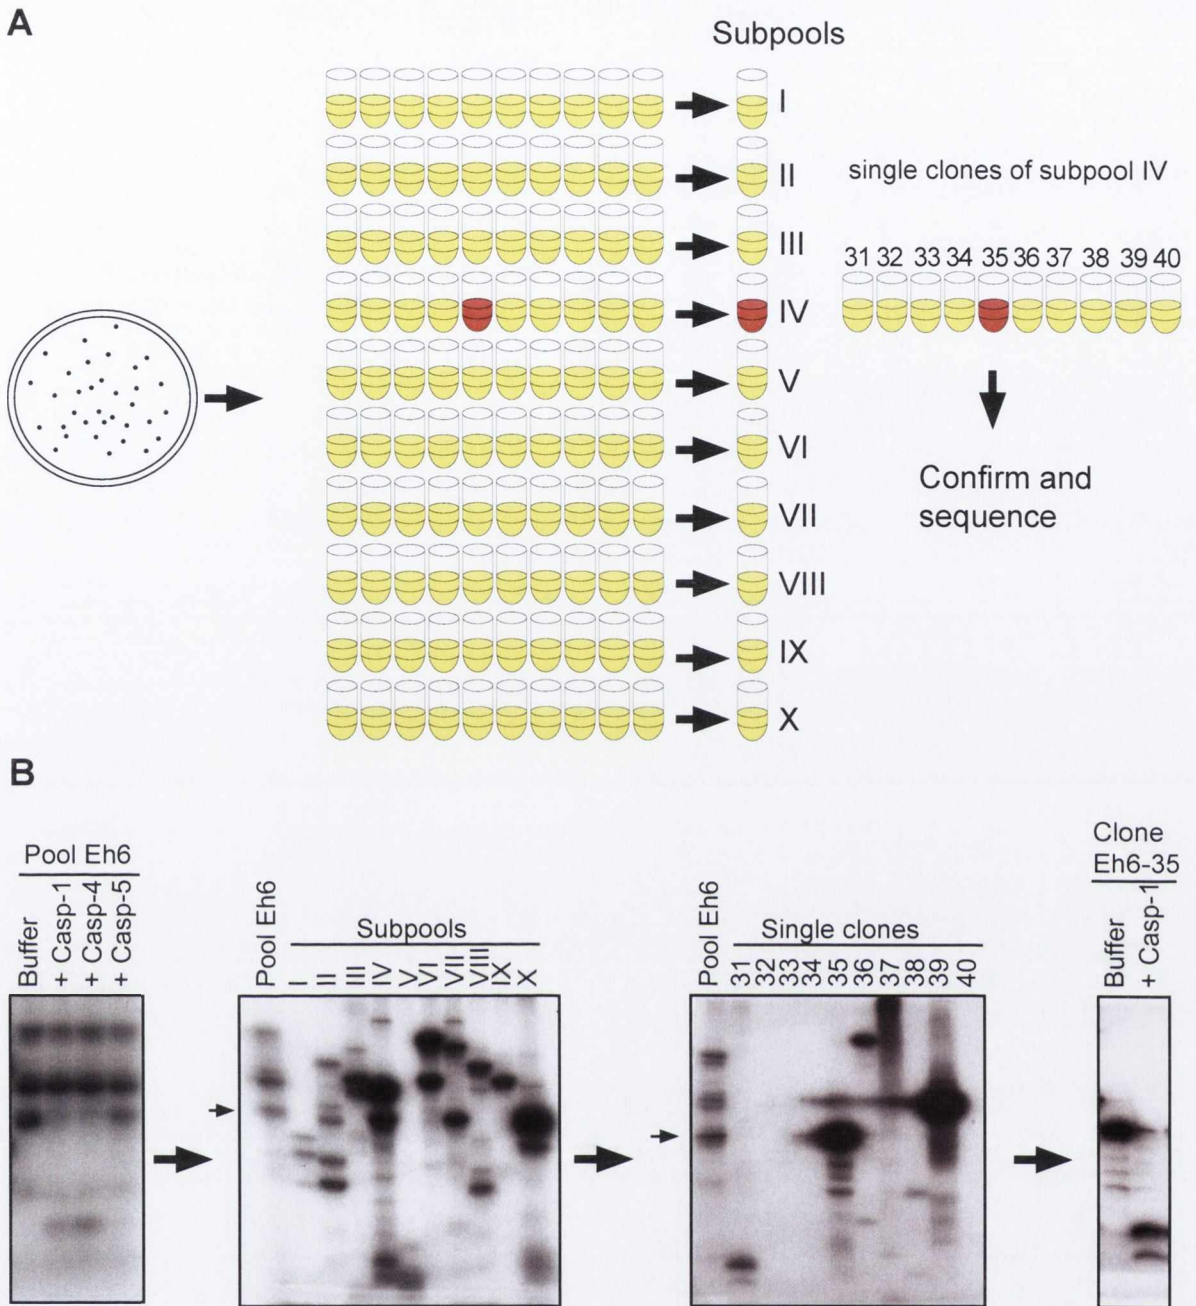 A
Subpools
I
II
III
IV
V
VI
VII
VIII
IX
X
single clones of subpool IV
31 32 33 34 35 36 37 38 39 40
Confirm and
sequence
B
Pool Eh6
Buffer
+ Casp-1
+ Casp-4
+ Casp-5
Pool Eh6
Subpools
I
II
III
IV
V
VI
VII
VIII
IX
X
Pool Eh6
Single clones
31
32
33
34
35
36
37
38
39
40
Clone
Eh6-35
Buffer
+ Casp-1